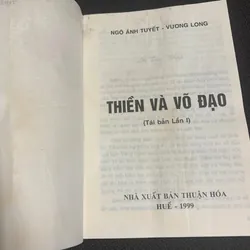 NGÔ ÁNH TUYẾT - VƯƠNG LONG
THIỀN VÀ VÕ ĐẠO
(Tái bản Lần I)
NHÀ XUẤT BẢN THUẬN HÓA
HUẾ - 1999